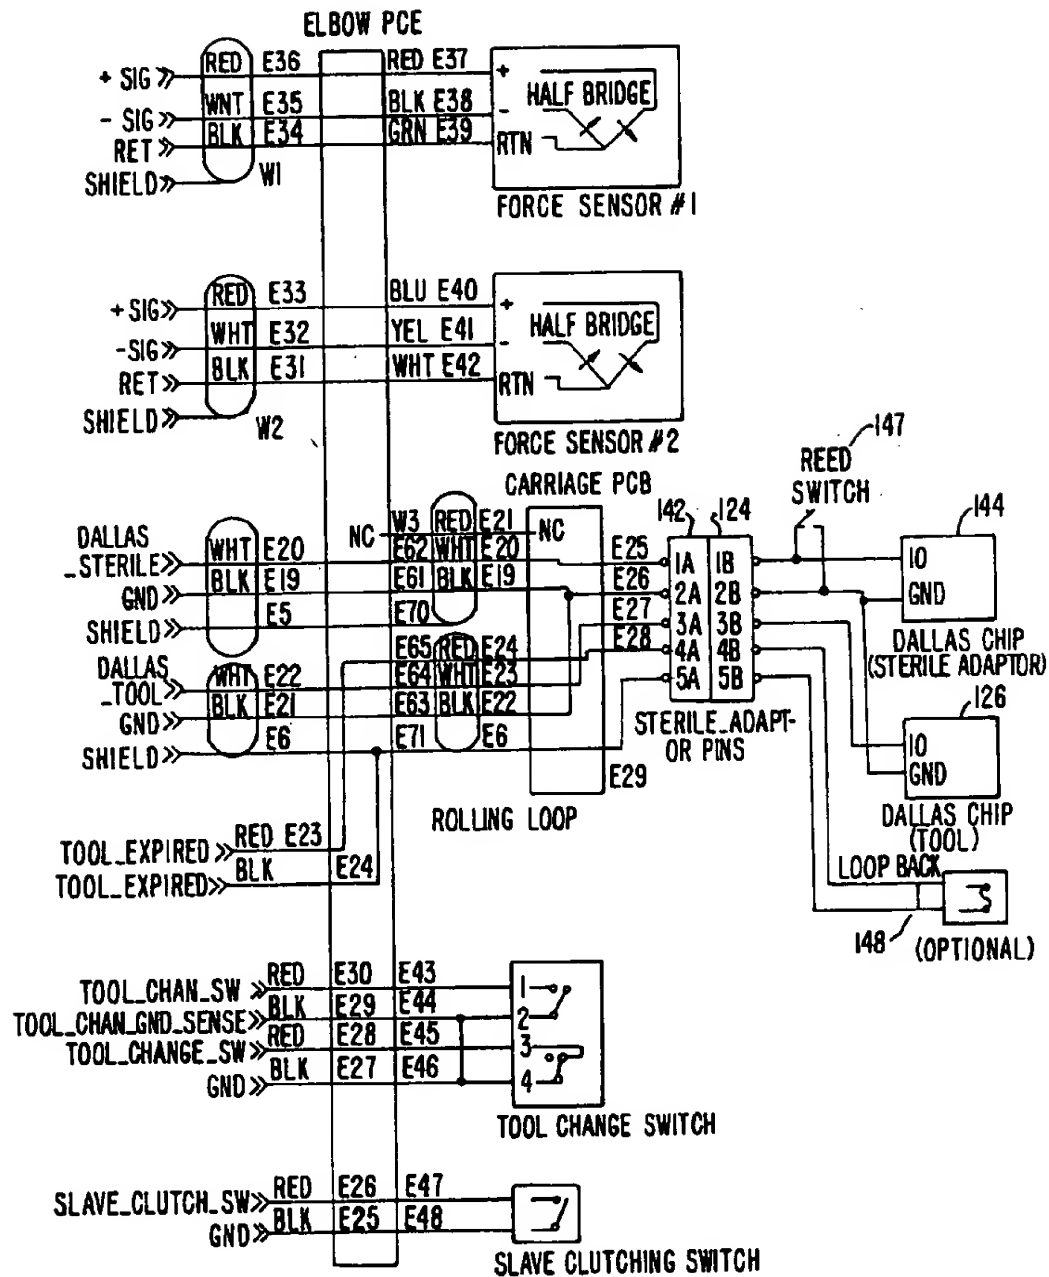 ELBOW PCE
+ SIG RED E36 RED E37 +
- SIG WNT E35 BLK E38 - HALF BRIDGE
RET BLK E34 GRN E39 RTN
SHIELD W1
FORCE SENSOR #1
+SIG RED E33 BLU E40 +
-SIG WHT E32 YEL E41 - HALF BRIDGE
RET BLK E31 WHT E42 RTN
SHIELD W2
FORCE SENSOR #2
147
REED
SWITCH
CARRIAGE PCB
142 124 144
NC W3 RED E21 NC
DALLAS
_STERILE WHT E20 E62 WHT E20 E25 1A 1B IO
GND BLK E19 E61 BLK E19 E26 2A 2B GND
SHIELD E5 E70 E27 3A 3B
DALLAS CHIP
(STERILE ADAPTOR)
E65 RED E24 E28 4A 4B
DALLAS
_TOOL WHT E22 E64 WHT E23 5A 5B
GND BLK E21 E63 BLK E22
SHIELD E6 E71 E6
STERILE_ADAPT-
OR PINS
126
IO
GND
E29
ROLLING LOOP
DALLAS CHIP
(TOOL)
TOOL_EXPIRED RED E23
TOOL_EXPIRED BLK E24
LOOP BACK
148
(OPTIONAL)
TOOL_CHAN_SW RED E30 E43 1
TOOL_CHAN_GND_SENSE BLK E29 E44 2
TOOL_CHANGE_SW RED E28 E45 3
GND BLK E27 E46 4
TOOL CHANGE SWITCH
SLAVE_CLUTCH_SW RED E26 E47
GND BLK E25 E48
SLAVE CLUTCHING SWITCH